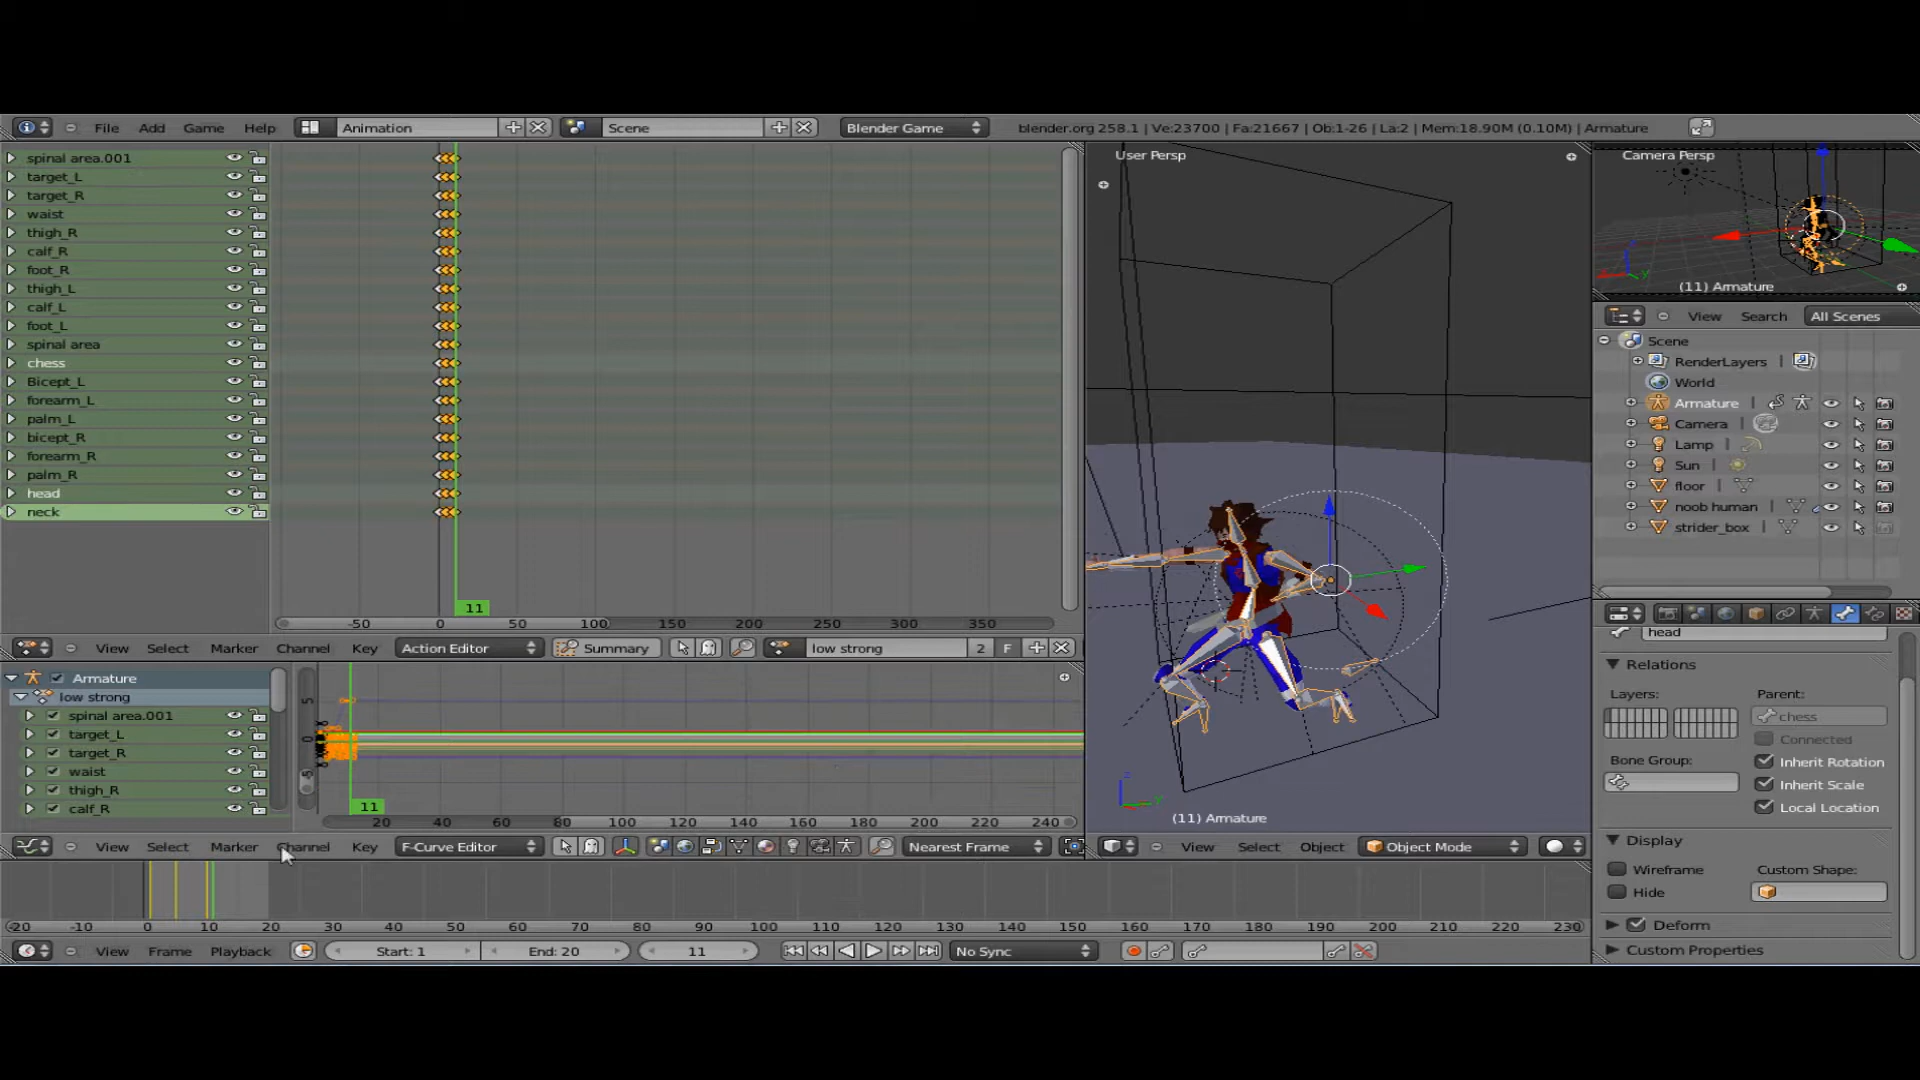 File Add Game Help Animation Scene Blender Game blender.org 258.1 | Ve:23700 | Fa:21667 | Ob:1-26 | La:2 | Mem:18.90M (0.10M) | Armature
spinal area.001
target_L
target_R
waist
thigh_R
calf_R
foot_R
thigh_L
calf_L
foot_L
spinal area
chess
Bicept_L
forearm_L
palm_L
bicept_R
forearm_R
palm_R
head
neck
11
-50 0 50 100 150 200 250 300 350
View Select Marker Channel Key Action Editor Summary low strong 2 F
Armature
low strong
spinal area.001
target_L
target_R
waist
thigh_R
calf_R
5
0
-5
11
20 40 60 80 100 120 140 160 180 200 220 240
View Select Marker Channel Key F-Curve Editor Nearest Frame
User Persp
(11) Armature
View Select Object Object Mode
Camera Persp
(11) Armature
View Search All Scenes
Scene
RenderLayers |
World
Armature |
Camera |
Lamp |
Sun |
floor |
noob human |
strider_box |
head
Relations
Layers: Parent:
chess
Connected
Bone Group: Inherit Rotation
Inherit Scale
Local Location
Display
Wireframe Custom Shape:
Hide
Deform
Custom Properties
-20 -10 0 10 20 30 40 50 60 70 80 90 100 110 120 130 140 150 160 170 180 190 200 210 220 230
View Frame Playback Start: 1 End: 20 11 No Sync